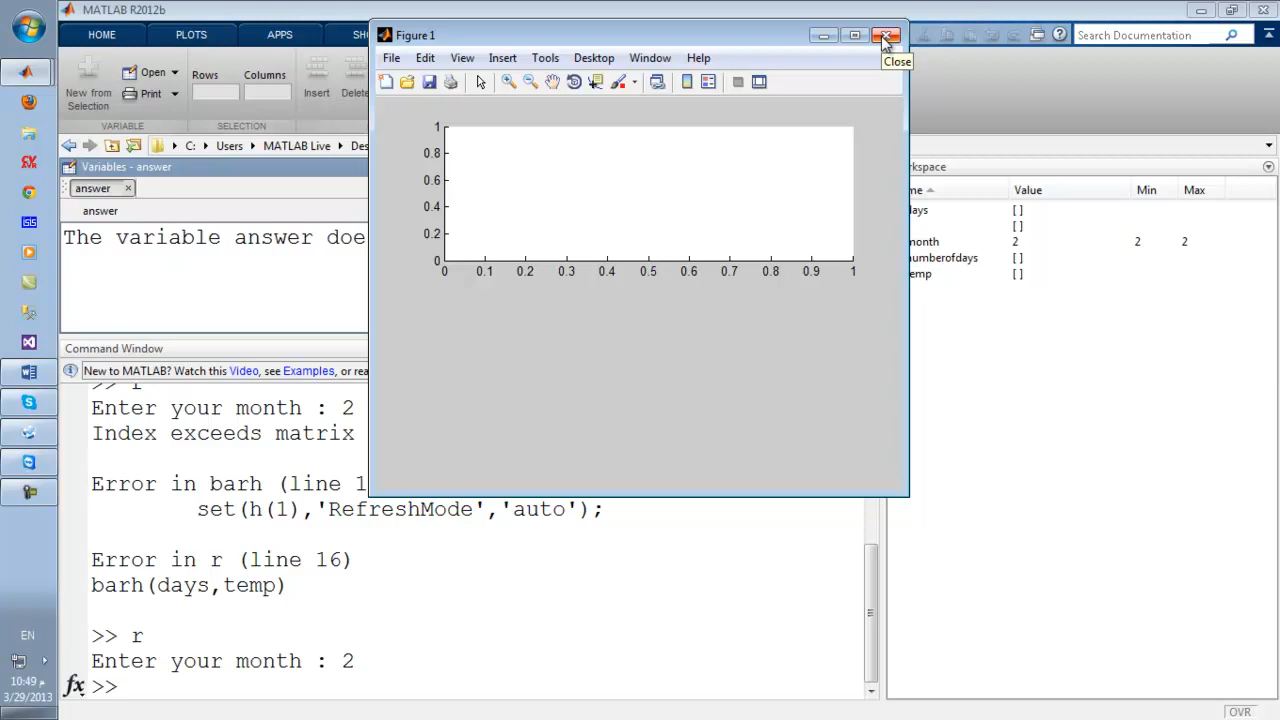 MATLAB R2012b
HOME PLOTS APPS SH
Search Documentation
New from
Selection
Open
Print
Rows Columns
Insert Delete
VARIABLE SELECTION
C: Users MATLAB Live Des
Variables - answer
answer
answer
The variable answer doe
Figure 1
Close
File Edit View Insert Tools Desktop Window Help
1
0.8
0.6
0.4
0.2
0
0 0.1 0.2 0.3 0.4 0.5 0.6 0.7 0.8 0.9 1
kspace
me Value Min Max
days [ ]
[ ]
month 2 2 2
numberofdays [ ]
emp [ ]
Command Window
New to MATLAB? Watch this Video, see Examples, or rea
>> r
Enter your month : 2
Index exceeds matrix
Error in barh (line 1
set(h(1),'RefreshMode','auto');
Error in r (line 16)
barh(days,temp)
>> r
Enter your month : 2
fx >>
EN
10:49 م
3/29/2013
OVR